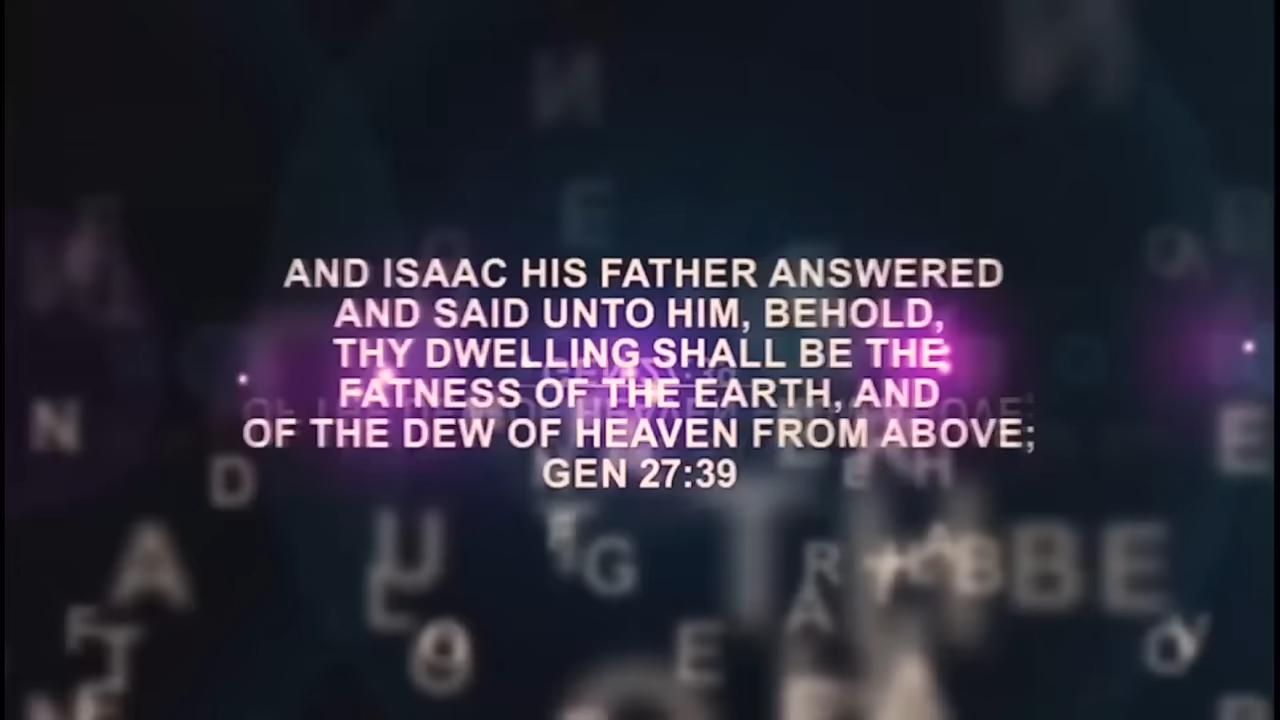 AND ISAAC HIS FATHER ANSWERED
AND SAID UNTO HIM, BEHOLD,
THY DWELLING SHALL BE THE
FATNESS OF THE EARTH, AND
OF THE DEW OF HEAVEN FROM ABOVE;
GEN 27:39